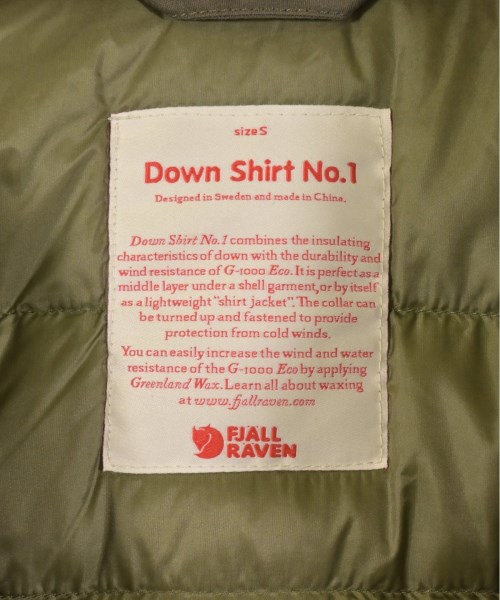 size S
Down Shirt No.1
Designed in Sweden and made in China.
Down Shirt No.1 combines the insulating
characteristics of down with the durability and
wind resistance of G-1000 Eco. It is perfect as a
middle layer under a shell garment, or by itself
as a lightweight "shirt jacket". The collar can
be turned up and fastened to provide
protection from cold winds.
You can easily increase the wind and water
resistance of the G-1000 Eco by applying
Greenland Wax. Learn all about waxing
at www.fjallraven.com
FJÄLL
RÄVEN